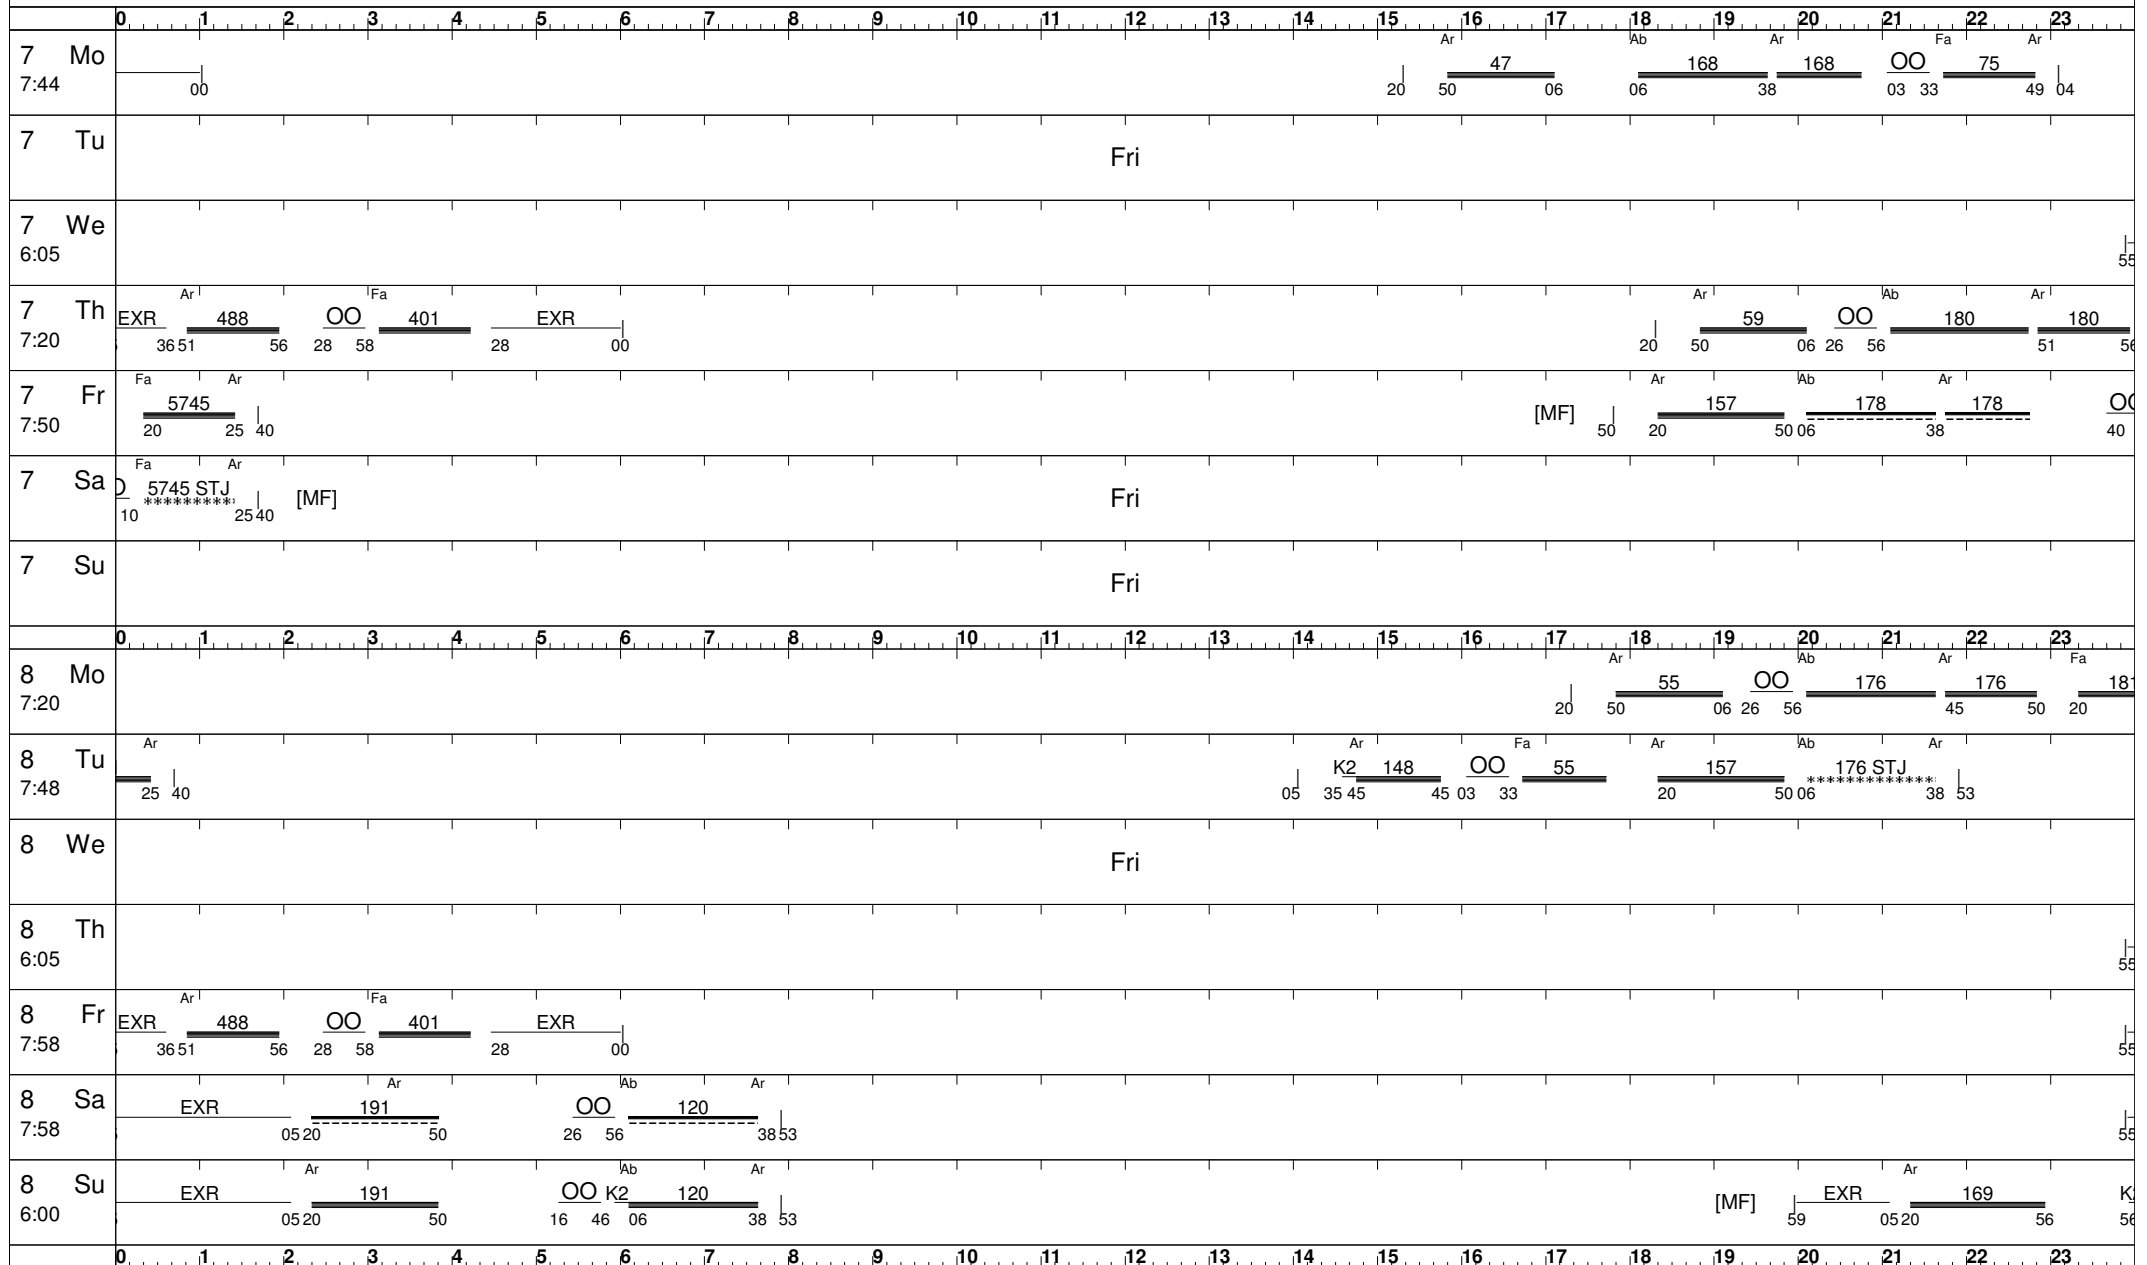 0 1 2 3 4 5 6 7 8 9 10 11 12 13 14 15 16 17 18 19 20 21 22 23
Ar Ab Ar Fa Ar
7 Mo 47 168 168 OO 75
7:44 00 20 50 06 06 38 03 33 49 04
7 Tu
Fri
7 We
6:05 55
Ar Fa Ar Ab Ar
7 Th EXR 488 OO 401 EXR 59 OO 180 180
7:20 36 51 56 28 58 28 00 20 50 06 26 56 51 56
Fa Ar Ar Ab Ar
7 Fr 5745 [MF] 157 178 178 OO
7:50 20 25 40 50 20 50 06 38 40
Fa Ar
7 Sa 5745 STJ [MF] Fri
*********
10 25 40
7 Su
Fri
0 1 2 3 4 5 6 7 8 9 10 11 12 13 14 15 16 17 18 19 20 21 22 23
Ar Ab Ar Fa
8 Mo 55 OO 176 176 181
7:20 20 50 06 26 56 45 50 20
Ar Ar Fa Ar Ab Ar
8 Tu K2 148 OO 55 157 176 STJ
*************
7:48 25 40 05 35 45 45 03 33 20 50 06 38 53
8 We
Fri
8 Th
6:05 55
Ar Fa
8 Fr EXR 488 OO 401 EXR
7:58 36 51 56 28 58 28 00 55
Ar Ab Ar
8 Sa EXR 191 OO 120
7:58 05 20 50 26 56 38 53 55
Ar Ab Ar Ar
8 Su EXR 191 OO K2 120 [MF] EXR 169
6:00 05 20 50 16 46 06 38 53 59 05 20 56 56
0 1 2 3 4 5 6 7 8 9 10 11 12 13 14 15 16 17 18 19 20 21 22 23